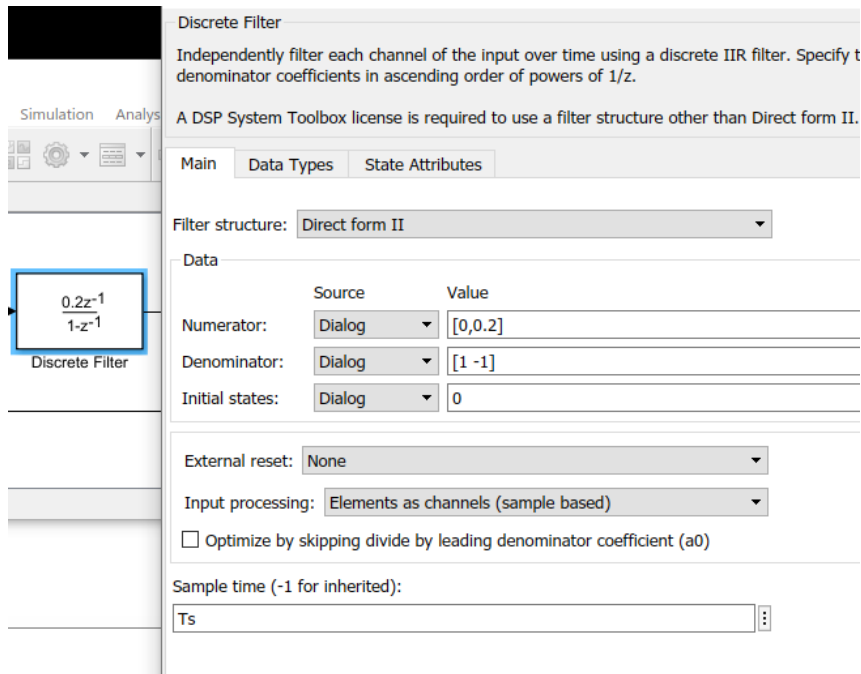 Discrete Filter
Independently filter each channel of the input over time using a discrete IIR filter. Specify
denominator coefficients in ascending order of powers of 1/z.
A DSP System Toolbox license is required to use a filter structure other than Direct form II.
Simulation
Main Data Types State Attributes
Filter structure: Direct form II
Data
Source Value
Numerator: Dialog [0,0.2]
Denominator: Dialog [1 -1]
Initial states: Dialog 0
0.2z-1
1-z-1
Discrete Filter
External reset: None
Input processing: Elements as channels (sample based)
Optimize by skipping divide by leading denominator coefficient (a0)
Sample time (-1 for inherited):
Ts